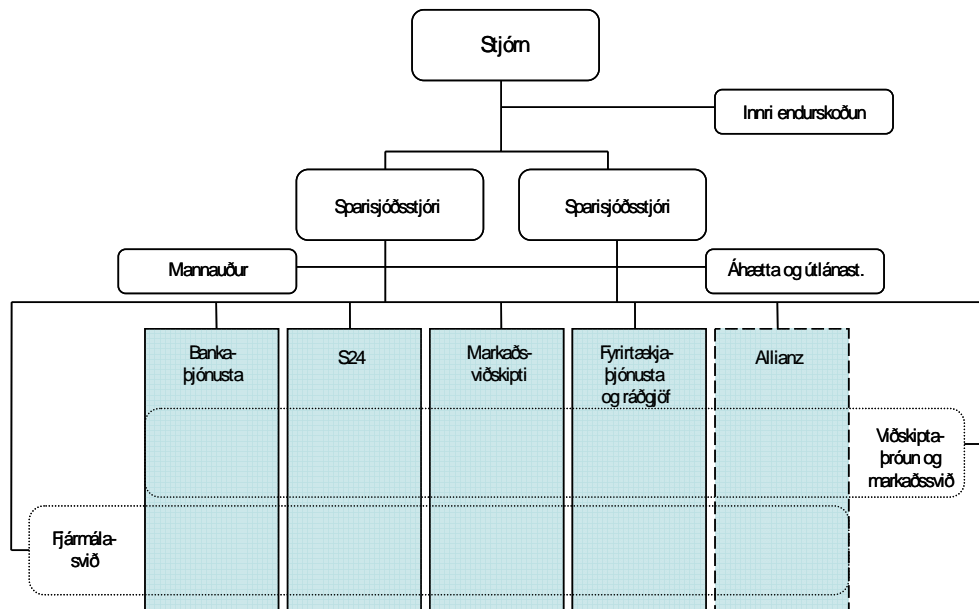 Stjórn
Innri endurskoðun
Sparisjóðsstjóri
Sparisjóðsstjóri
Mannauður
Áhætta og útlánast.
Banka-
þjónusta
S24
Markaðs-
viðskipti
Fyrirtækja-
þjónusta
og ráðgjöf
Allianz
Viðskipta-
þróun og
markaðssvið
Fjármála-
svið